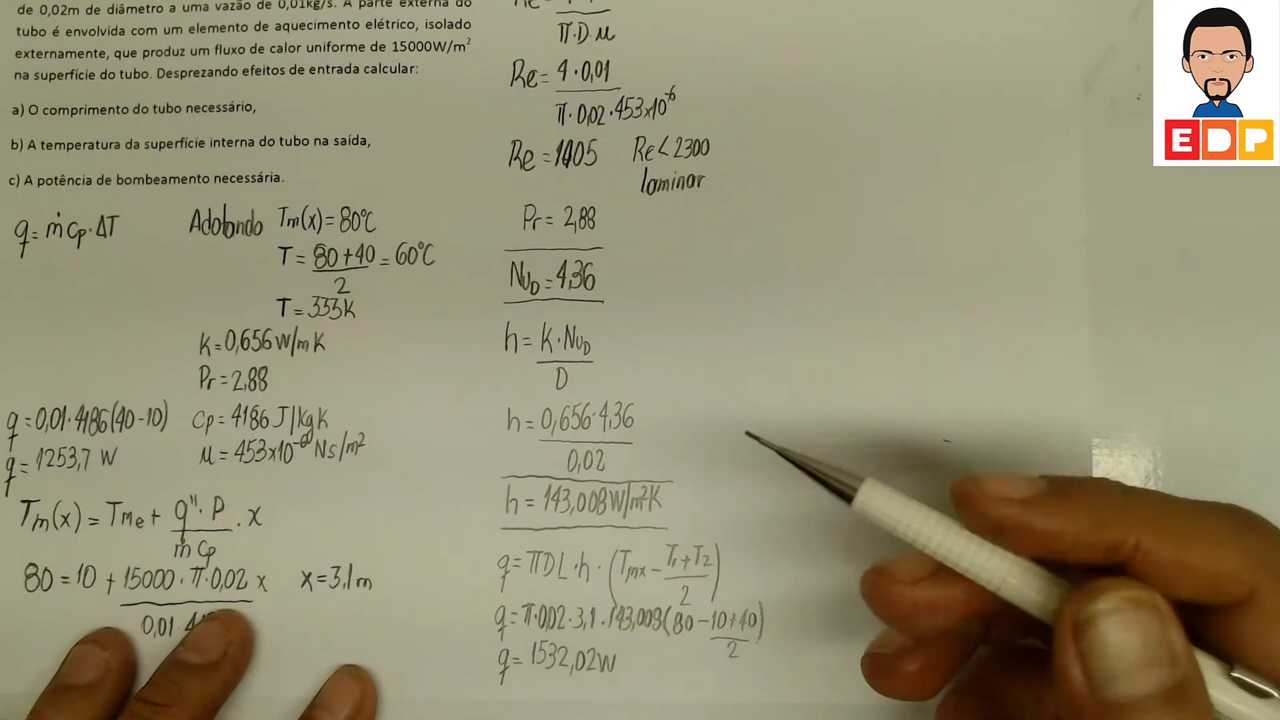 de 0,02m de diâmetro a uma vazão de 0,01kg/s. A parte externa do
tubo é envolvida com um elemento de aquecimento elétrico, isolado
externamente, que produz um fluxo de calor uniforme de 15000W/m²
na superfície do tubo. Desprezando efeitos de entrada calcular:
a) O comprimento do tubo necessário,
b) A temperatura da superfície interna do tubo na saída,
c) A potência de bombeamento necessária.
q = ṁ Cp · ΔT
Adotando Tm(x) = 80°C
T = 80 + 40 = 60°C
2
T = 333K
K = 0,656 W/m K
Pr = 2,88
q = 0,01 · 4186 (40 - 10)
Cp = 4186 J/kg K
q = 1253,7 W
μ = 453x10⁻⁶ Ns/m²
Tm(x) = TMe + q" · P . x
ṁ Cp
80 = 10 + 15000 · π · 0,02 x
x = 3,1m
0,01
π · D · μ
Re = 4 · 0,01
π · 0,02 · 453x10⁻⁶
Re = 1405 Re < 2300
laminar
Pr = 2,88
NuD = 4,36
h = K · NuD
D
h = 0,656 · 4,36
0,02
h = 143,008 W/m²K
q = πDL · h · (Tmx - T1 + T2)
2
q = π · 0,02 · 3,1 · 143,008 (80 - 10 + 40)
2
q = 1532,02W
EDP